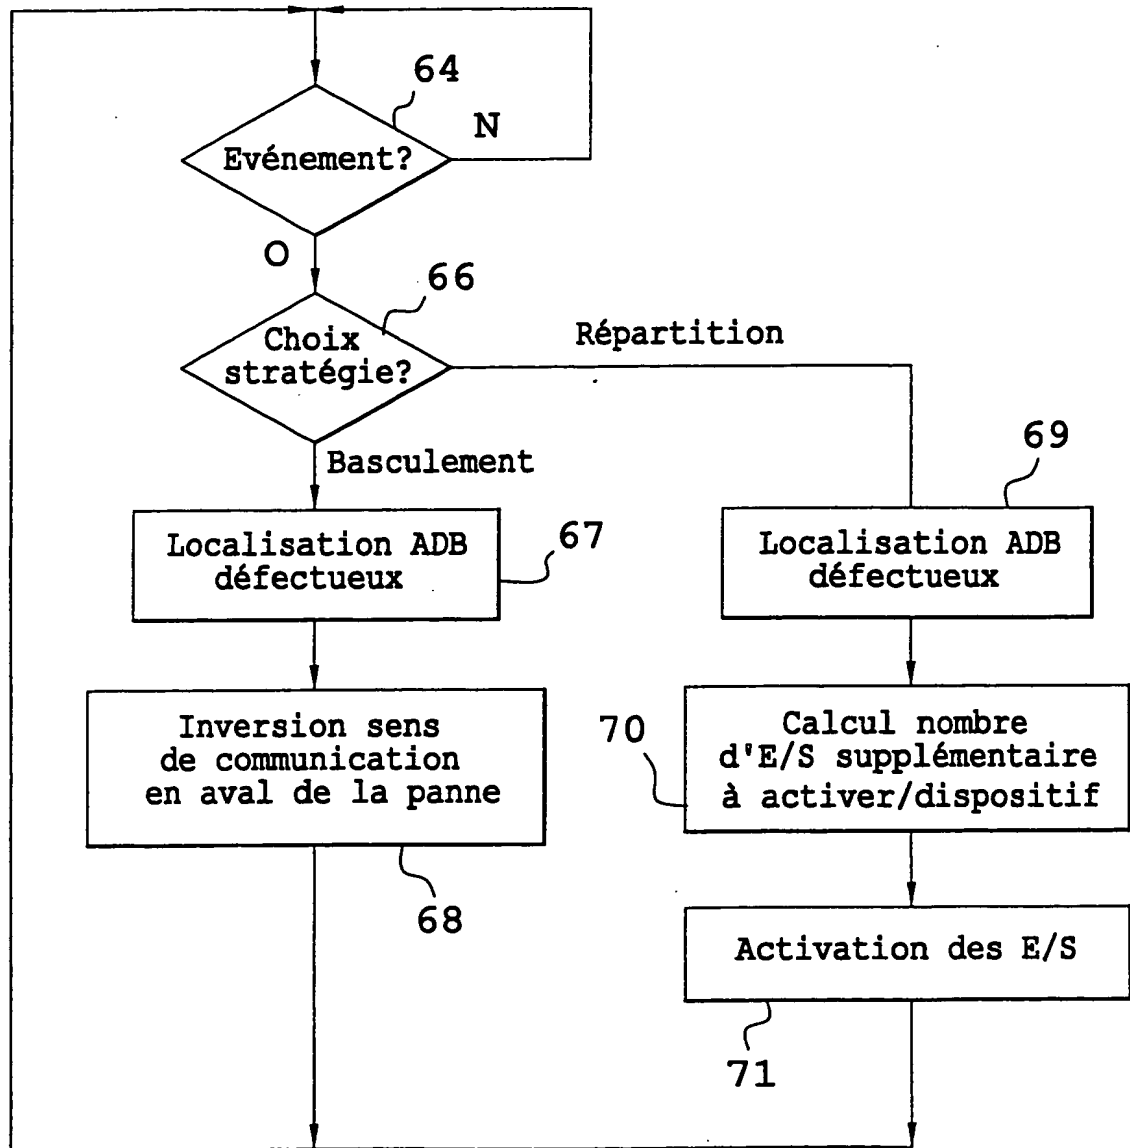 64
N
Evénement?
O
66
Choix
stratégie?
Répartition
Basculement
69
Localisation ADB
défectueux
67
Localisation ADB
défectueux
Inversion sens
de communication
en aval de la panne
68
70
Calcul nombre
d'E/S supplémentaire
à activer/dispositif
Activation des E/S
71